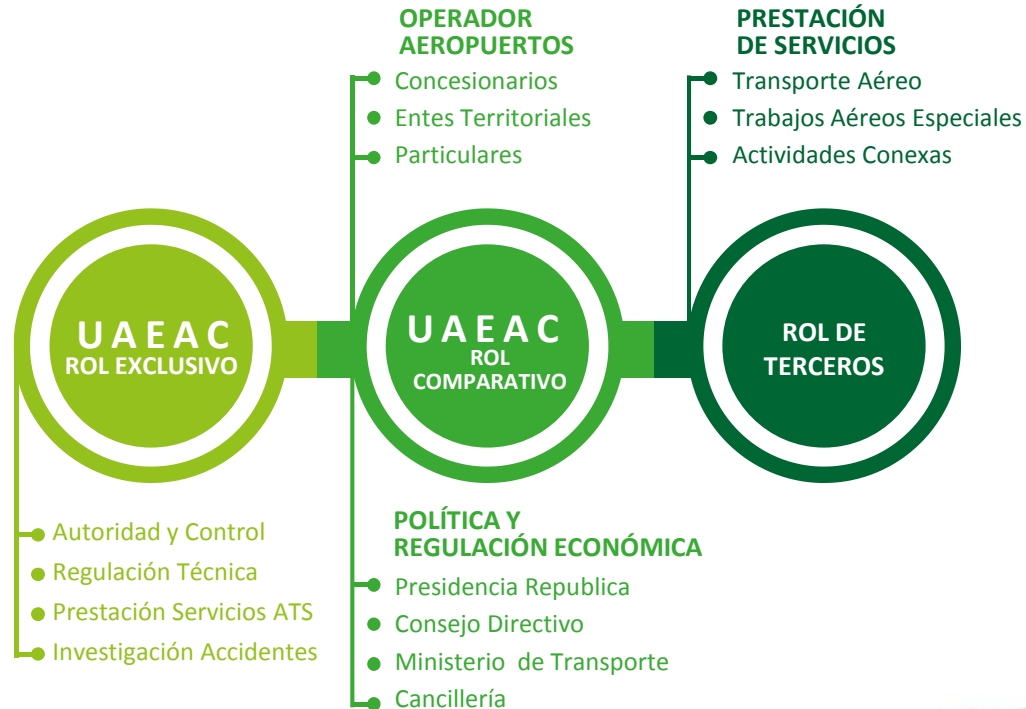 OPERADOR
AEROPUERTOS
Concesionarios
Entes Territoriales
Particulares
PRESTACIÓN
DE SERVICIOS
Transporte Aéreo
Trabajos Aéreos Especiales
Actividades Conexas
UAEAC
ROL EXCLUSIVO
UAEAC
ROL
COMPARATIVO
ROL DE
TERCEROS
Autoridad y Control
Regulación Técnica
Prestación Servicios ATS
Investigación Accidentes
POLÍTICA Y
REGULACIÓN ECONÓMICA
Presidencia Republica
Consejo Directivo
Ministerio de Transporte
Cancillería